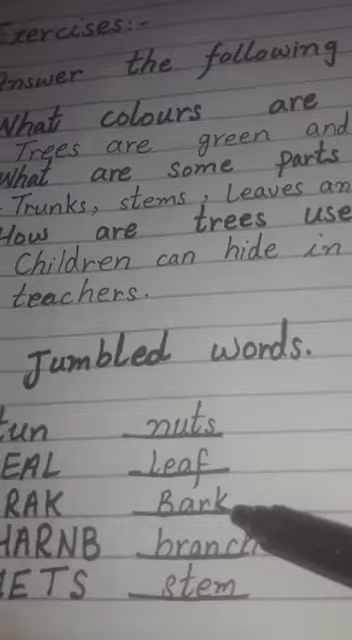 Exercises:-
Answer the following
What colours are
Trees are green and
What are some parts
Trunks, stems, Leaves an
How are trees use
Children can hide in
teachers.
Jumbled words.
tun nuts
EAL Leaf
RAK Bark
HARNB branch
METS stem